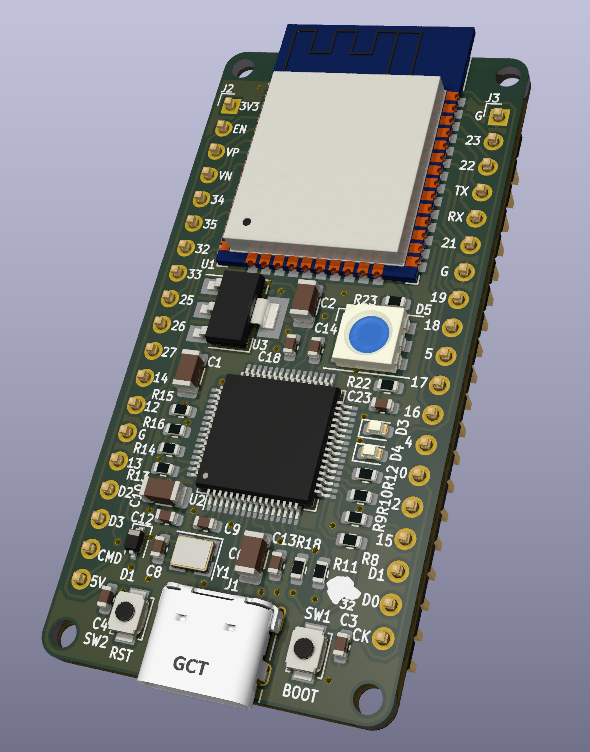 J2
3V3
EN
VP
VN
34
35
32
33
25
26
27
14
12
G
13
D2
D3
CMD
5V
J3
G
23
22
TX
RX
21
G
19
18
5
17
16
4
0
2
15
D1
D0
CK
U1
U3
C2
R23
D5
C14
C18
C1
R22
C23
D3
D4
R12
R10
R9
R8
R15
R16
R14
R13
U2
C12
C9
C8
Y1
J1
C13
R18
R11
32
C3
SW1
BOOT
D1
C4
SW2
RST
GCT